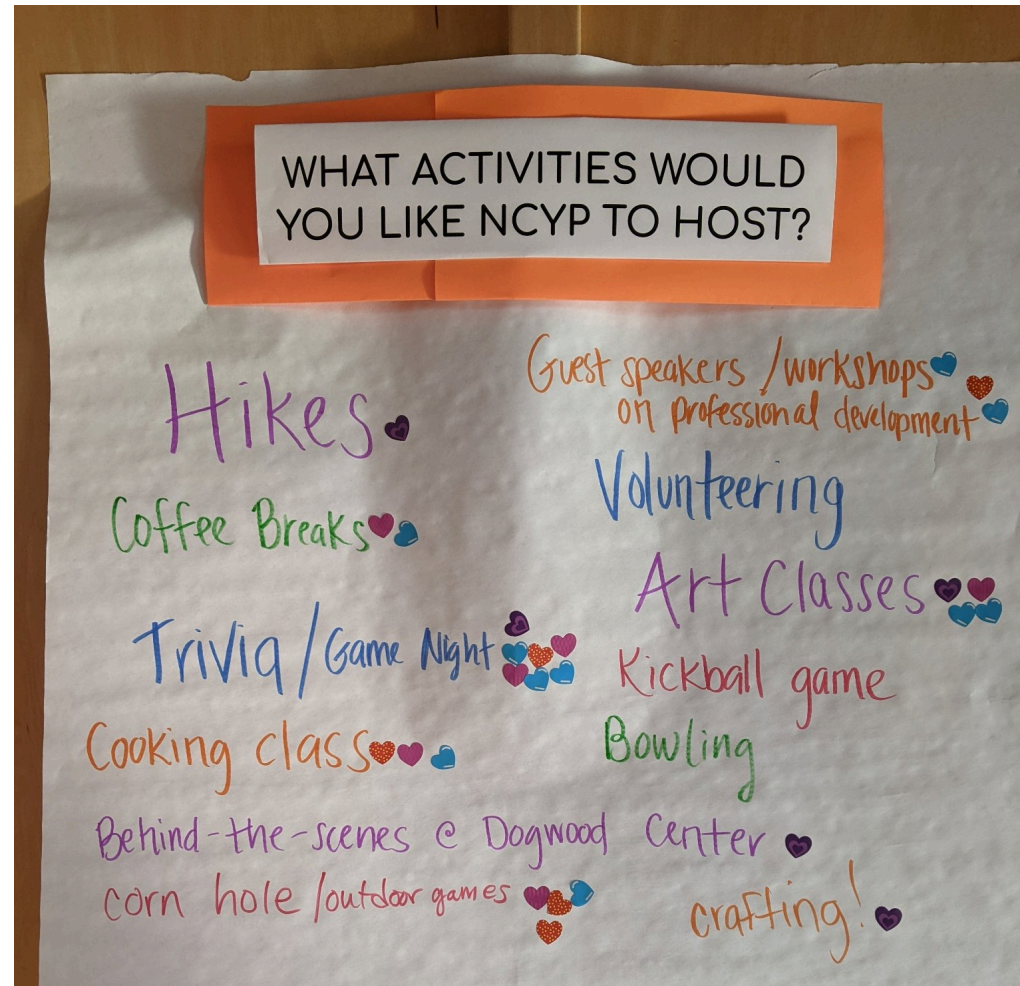 WHAT ACTIVITIES WOULD
YOU LIKE NCYP TO HOST?
Hikes
Coffee Breaks
Trivia / Game Night
Cooking class
Behind-the-scenes @ Dogwood Center
corn hole / outdoor games
Guest speakers / workshops
on professional development
Volunteering
Art Classes
Kickball game
Bowling
crafting!